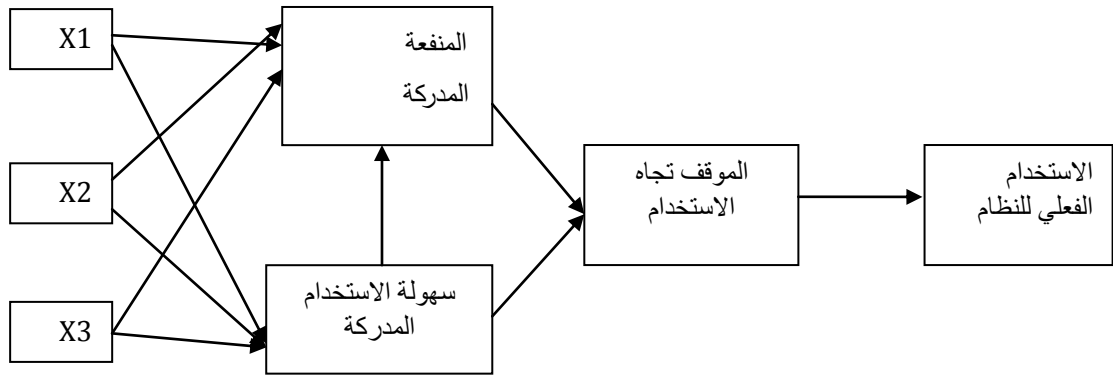 X1
X2
X3
المنفعة
المدركة
سهولة الاستخدام
المدركة
الموقف تجاه
الاستخدام
الاستخدام
الفعلي للنظام